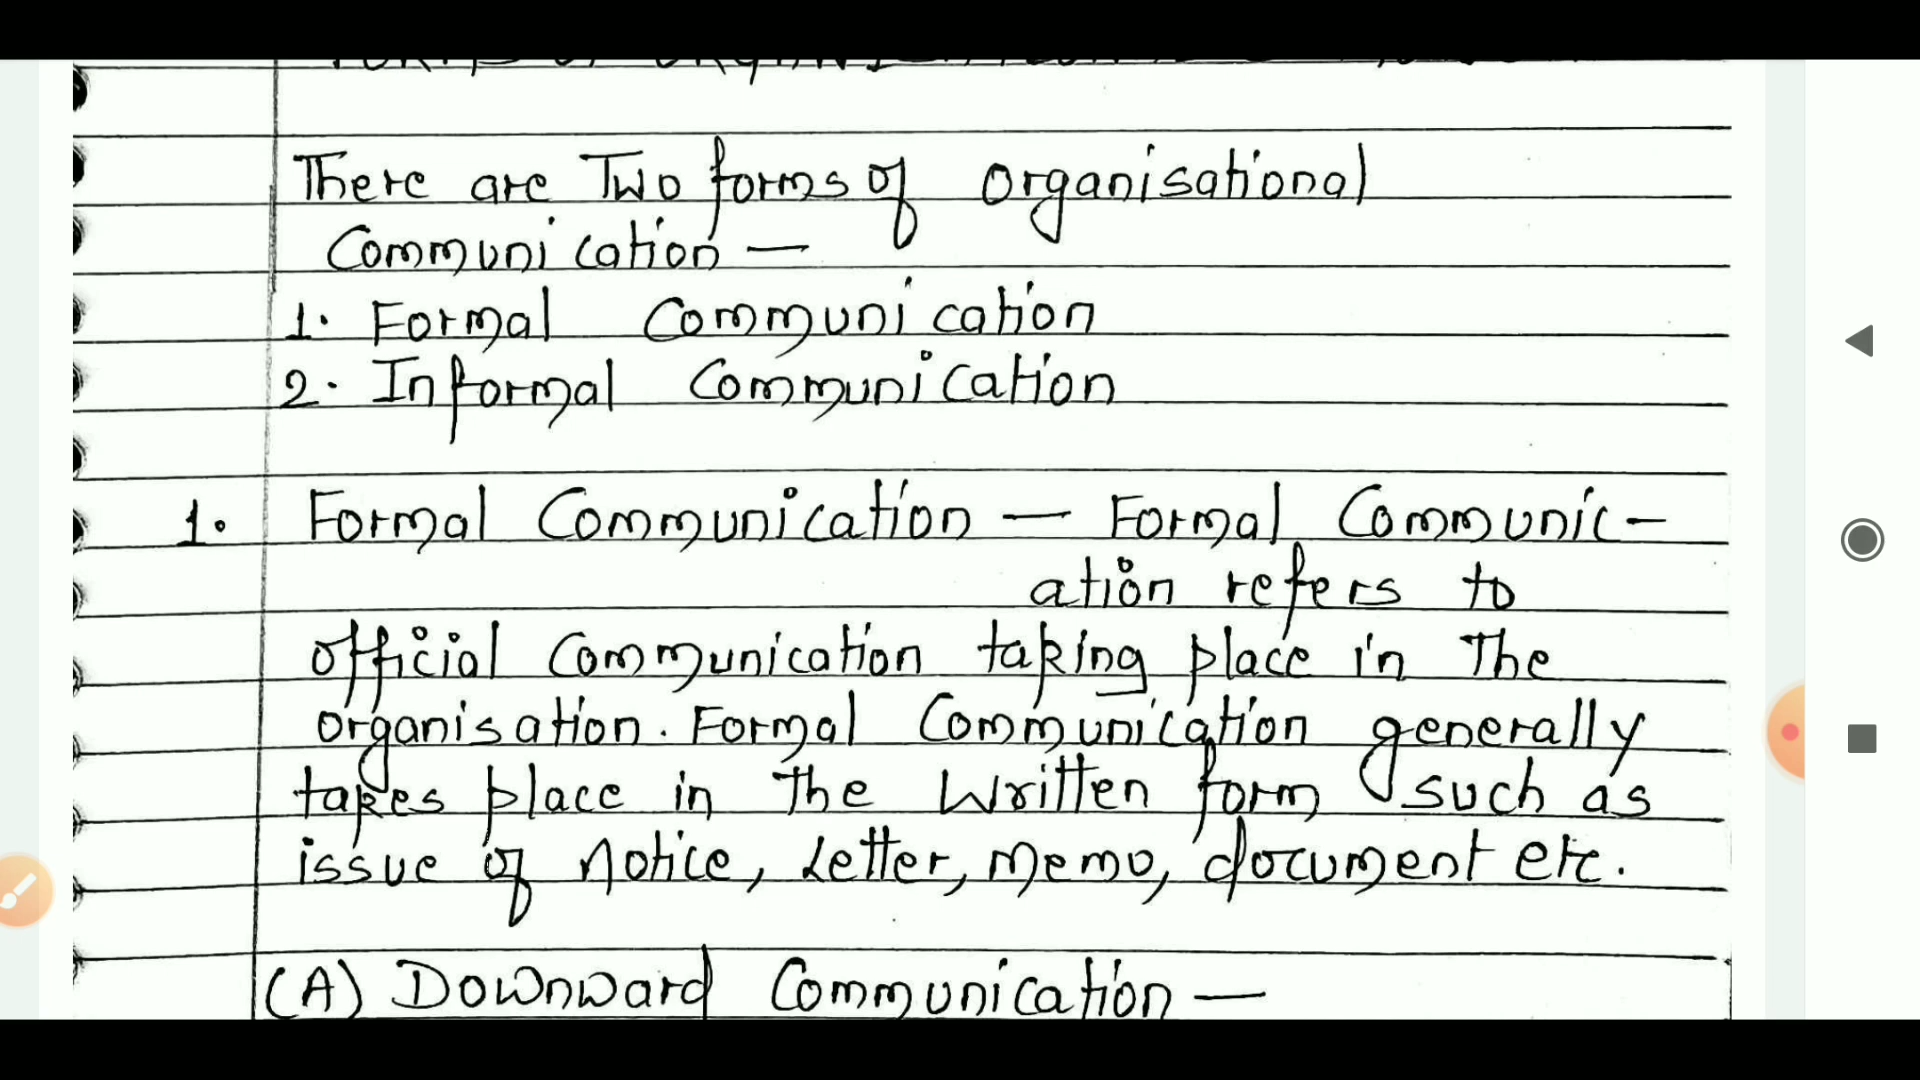 There are Two forms of organisational
Communication —
1. Formal Communication
2. Informal Communication
1. Formal Communication — Formal Communic-
ation refers to
official Communication taking place in The
organisation. Formal Communication generally
takes place in The Written form such as
issue of Notice, Letter, Memo, document etc.
(A) Downward Communication —